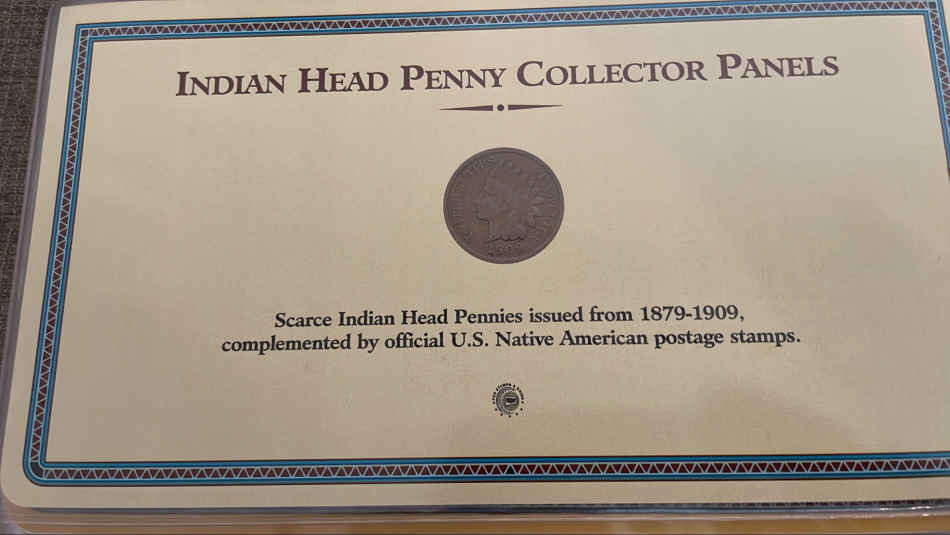 INDIAN HEAD PENNY COLLECTOR PANELS
Scarce Indian Head Pennies issued from 1879-1909,
complemented by official U.S. Native American postage stamps.